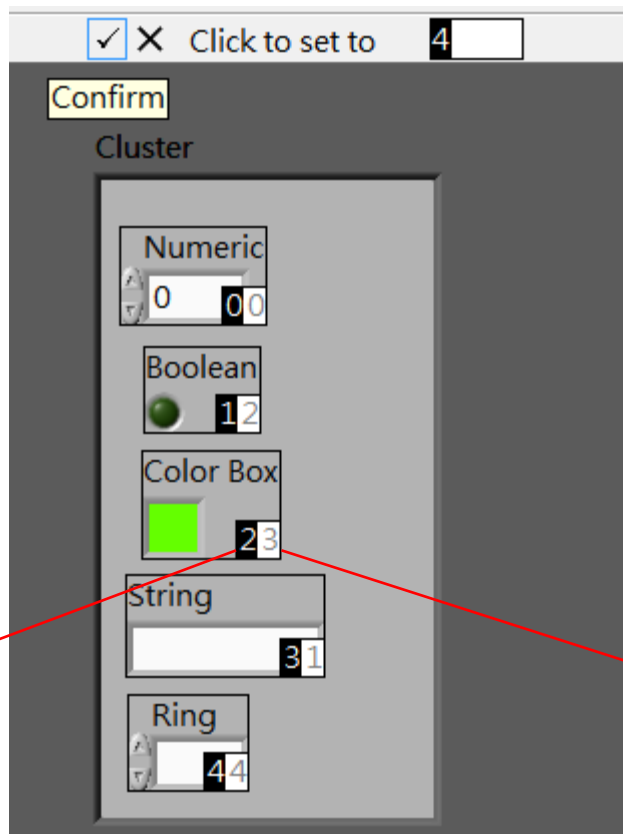 Click to set to 4
Confirm
Cluster
Numeric
0 0 0
Boolean
1 2
Color Box
2 3
String
3 1
Ring
4 4